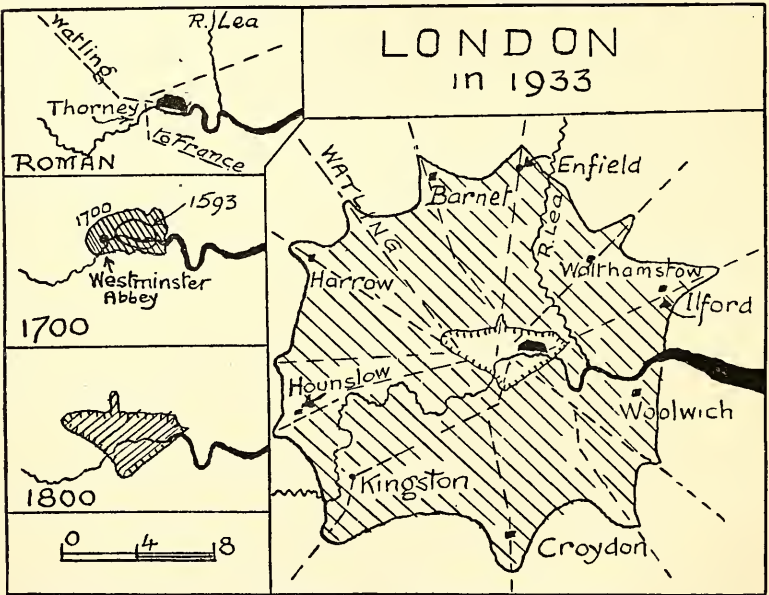 LONDON
in 1933
Watling
R. Lea
Thorney
to France
ROMAN
1700
1593
Westminster
Abbey
1700
1800
0 4 8
WATLING
Enfield
Barnet
R. Lea
Harrow
Walthamstow
Ilford
Hounslow
Woolwich
Kingston
Croydon